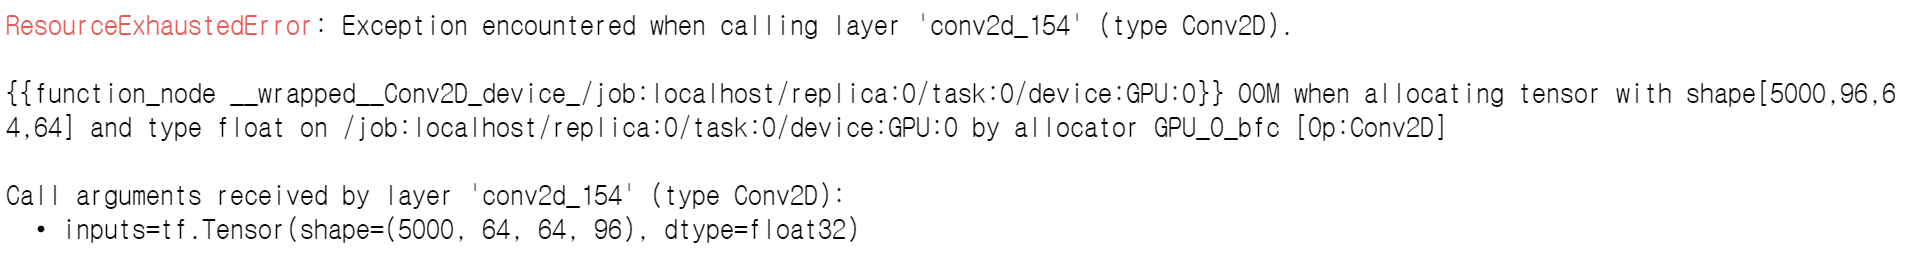 ResourceExhaustedError: Exception encountered when calling layer 'conv2d_154' (type Conv2D).
{{function_node __wrapped__Conv2D_device_/job:localhost/replica:0/task:0/device:GPU:0}} OOM when allocating tensor with shape[5000,96,6
4,64] and type float on /job:localhost/replica:0/task:0/device:GPU:0 by allocator GPU_0_bfc [Op:Conv2D]
Call arguments received by layer 'conv2d_154' (type Conv2D):
• inputs=tf.Tensor(shape=(5000, 64, 64, 96), dtype=float32)